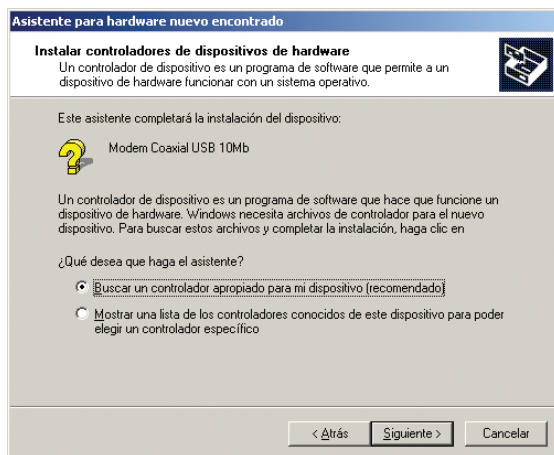 Asistente para hardware nuevo encontrado
Instalar controladores de dispositivos de hardware
Un controlador de dispositivo es un programa de software que permite a un
dispositivo de hardware funcionar con un sistema operativo.
Este asistente completará la instalación del dispositivo:
Modem Coaxial USB 10Mb
Un controlador de dispositivo es un programa de software que hace que funcione un
dispositivo de hardware. Windows necesita archivos de controlador para el nuevo
dispositivo. Para buscar estos archivos y completar la instalación, haga clic en
¿Qué desea que haga el asistente?
Buscar un controlador apropiado para mi dispositivo (recomendado)
Mostrar una lista de los controladores conocidos de este dispositivo para poder
elegir un controlador específico
< Atrás Siguiente > Cancelar